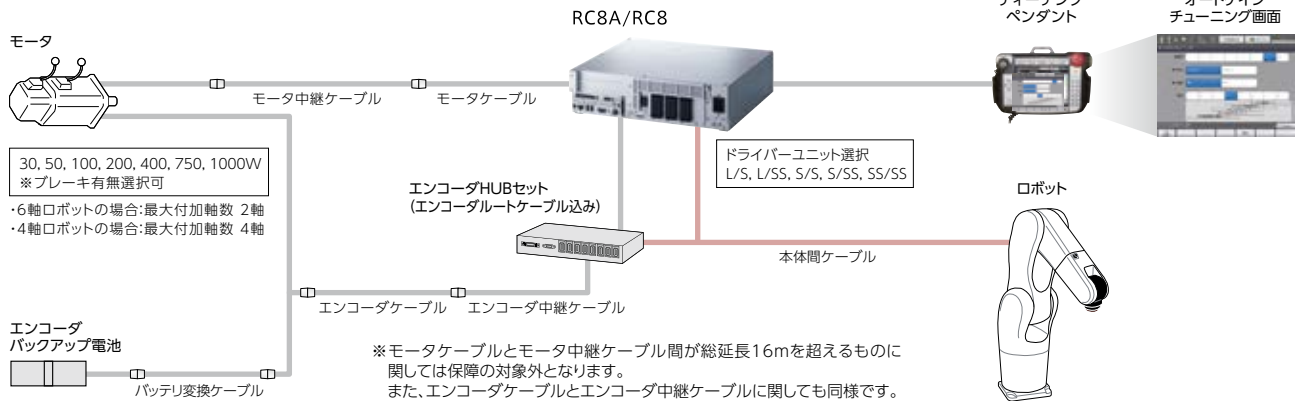 RC8A/RC8
ペンダント
チューニング画面
モータ
モータ中継ケーブル
モータケーブル
30, 50, 100, 200, 400, 750, 1000W
※ブレーキ有無選択可
・6軸ロボットの場合:最大付加軸数 2軸
・4軸ロボットの場合:最大付加軸数 4軸
ドライバーユニット選択
L/S, L/SS, S/S, S/SS, SS/SS
エンコーダHUBセット
(エンコーダルートケーブル込み)
ロボット
本体間ケーブル
エンコーダケーブル
エンコーダ中継ケーブル
エンコーダ
バックアップ電池
バッテリ変換ケーブル
※モータケーブルとモータ中継ケーブル間が総延長16mを超えるものに
関しては保障の対象外となります。
また、エンコーダケーブルとエンコーダ中継ケーブルに関しても同様です。